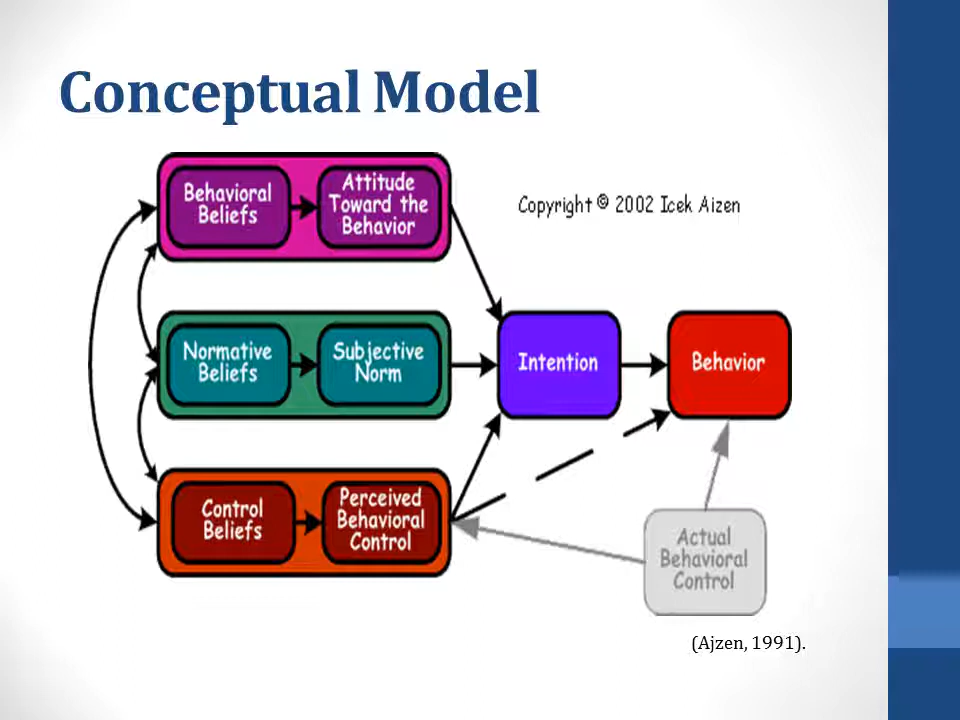 Conceptual Model
Behavioral
Beliefs
Attitude
Toward the
Behavior
Copyright © 2002 Icek Aizen
Normative
Beliefs
Subjective
Norm
Intention
Behavior
Control
Beliefs
Perceived
Behavioral
Control
Actual
Behavioral
Control
(Ajzen, 1991).